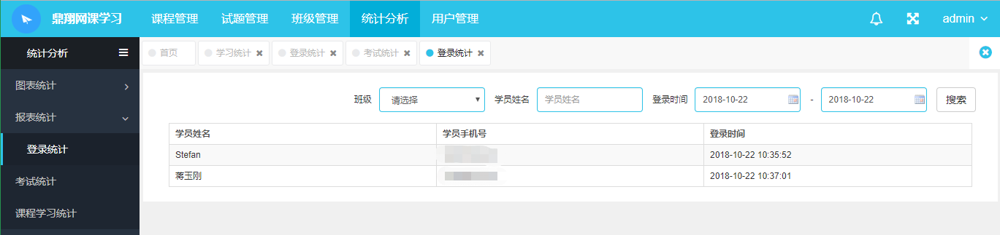 鼎翔网课学习 课程管理 试题管理 班级管理 统计分析 用户管理 admin
统计分析 首页 学习统计 登录统计 考试统计 登录统计
图表统计
班级 请选择 学员姓名 学员姓名 登录时间 2018-10-22 - 2018-10-22 搜索
报表统计
学员姓名 学员手机号 登录时间
登录统计
Stefan 2018-10-22 10:35:52
蒋玉刚 2018-10-22 10:37:01
考试统计
课程学习统计